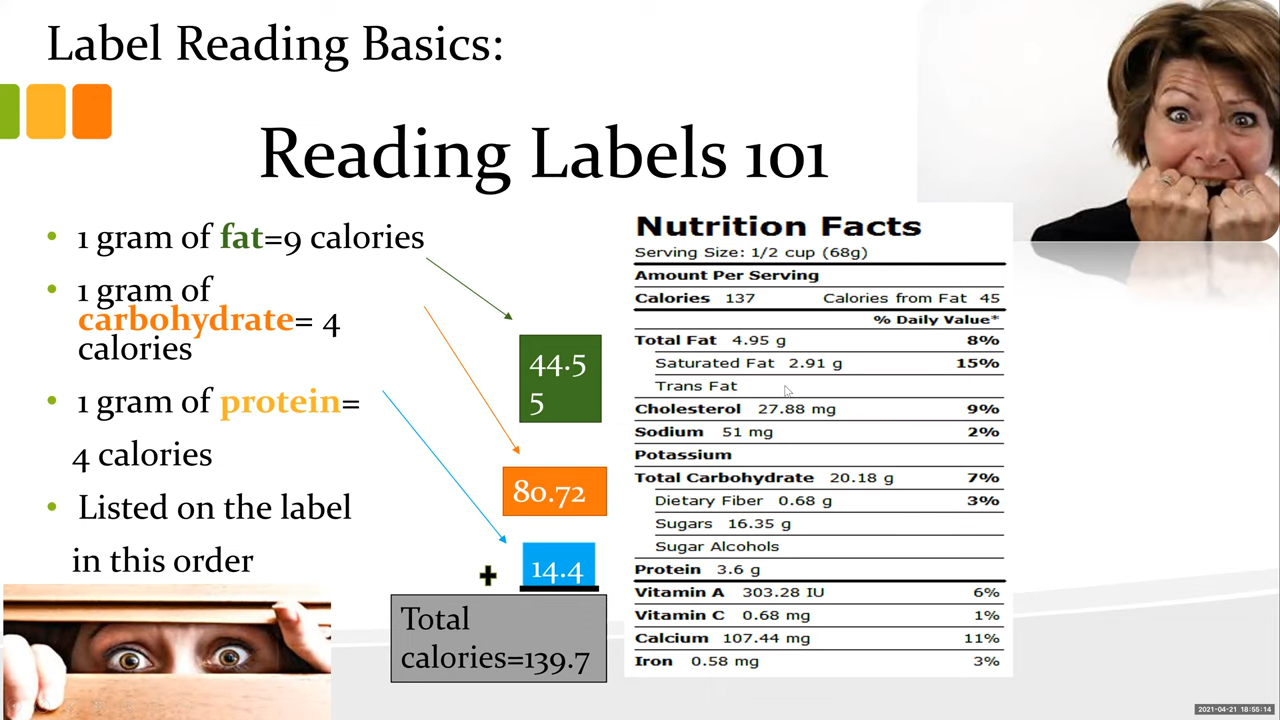 Label Reading Basics:
Reading Labels 101
• 1 gram of fat=9 calories
• 1 gram of
carbohydrate= 4
calories
• 1 gram of protein=
4 calories
• Listed on the label
in this order
44.5
5
80.72
+ 14.4
Total
calories=139.7
Nutrition Facts
Serving Size: 1/2 cup (68g)
Amount Per Serving
Calories 137 Calories from Fat 45
% Daily Value*
Total Fat 4.95 g 8%
Saturated Fat 2.91 g 15%
Trans Fat
Cholesterol 27.88 mg 9%
Sodium 51 mg 2%
Potassium
Total Carbohydrate 20.18 g 7%
Dietary Fiber 0.68 g 3%
Sugars 16.35 g
Sugar Alcohols
Protein 3.6 g
Vitamin A 303.28 IU 6%
Vitamin C 0.68 mg 1%
Calcium 107.44 mg 11%
Iron 0.58 mg 3%
2021-04-21 18:55:14